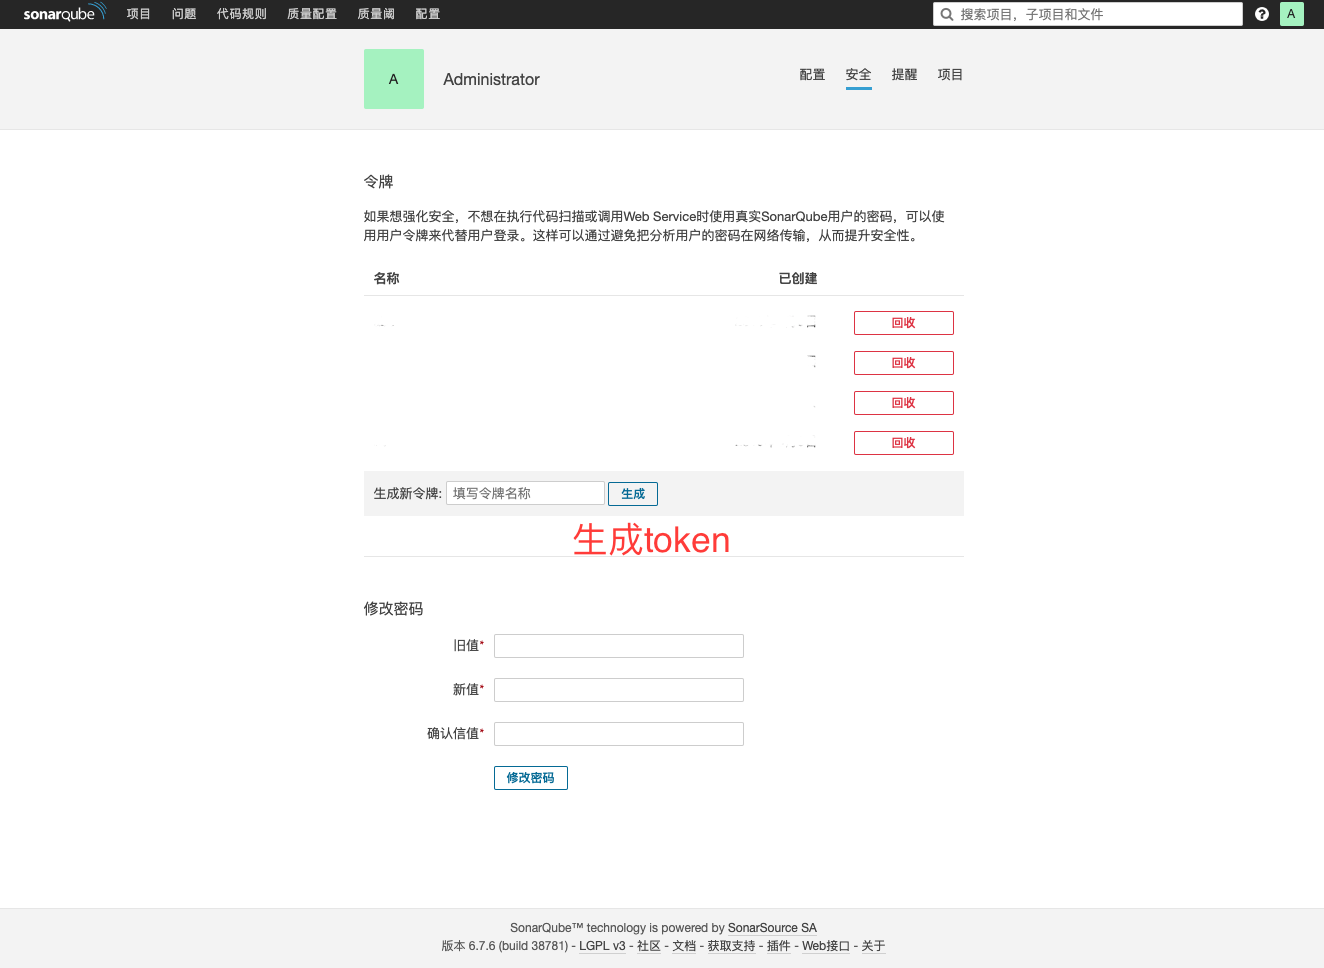 sonarqube 项目 问题 代码规则 质量配置 质量阈 配置 搜索项目，子项目和文件 ? A
A Administrator 配置 安全 提醒 项目
令牌
如果想强化安全，不想在执行代码扫描或调用Web Service时使用真实SonarQube用户的密码，可以使
用用户令牌来代替用户登录。这样可以通过避免把分析用户的密码在网络传输，从而提升安全性。
名称 已创建
回收
回收
回收
回收
生成新令牌: 填写令牌名称 生成
生成token
修改密码
旧值*
新值*
确认信值*
修改密码
SonarQube™ technology is powered by SonarSource SA
版本 6.7.6 (build 38781) - LGPL v3 - 社区 - 文档 - 获取支持 - 插件 - Web接口 - 关于